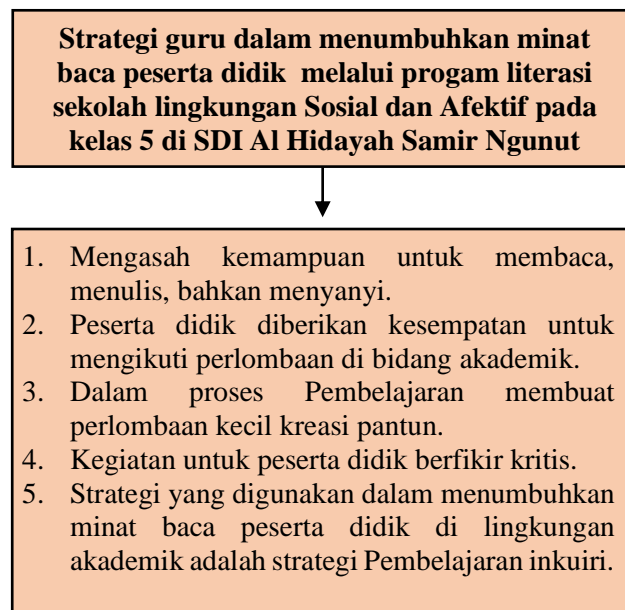 Strategi guru dalam menumbuhkan minat
baca peserta didik melalui progam literasi
sekolah lingkungan Sosial dan Afektif pada
kelas 5 di SDI Al Hidayah Samir Ngunut
1. Mengasah kemampuan untuk membaca,
menulis, bahkan menyanyi.
2. Peserta didik diberikan kesempatan untuk
mengikuti perlombaan di bidang akademik.
3. Dalam proses Pembelajaran membuat
perlombaan kecil kreasi pantun.
4. Kegiatan untuk peserta didik berfikir kritis.
5. Strategi yang digunakan dalam menumbuhkan
minat baca peserta didik di lingkungan
akademik adalah strategi Pembelajaran inkuiri.